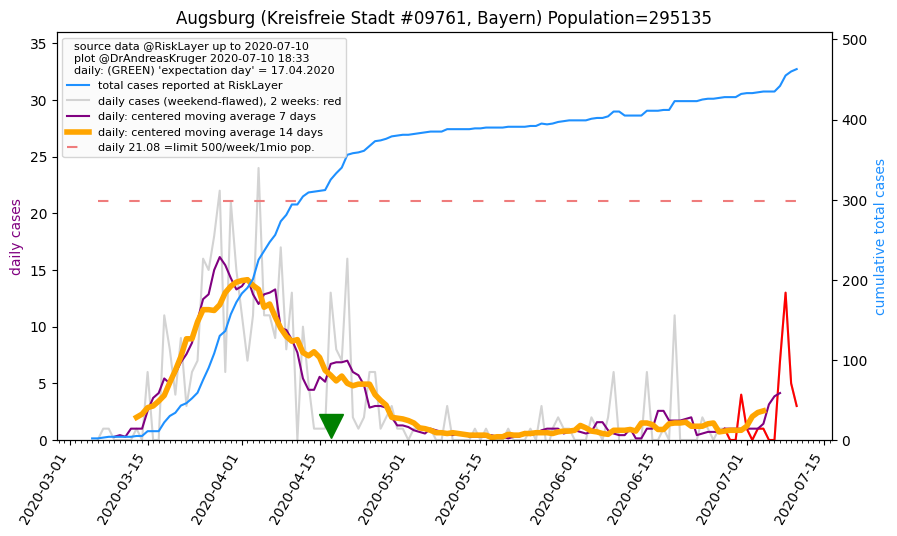 Augsburg (Kreisfreie Stadt #09761, Bayern) Population=295135
source data @RiskLayer up to 2020-07-10
plot @DrAndreasKruger 2020-07-10 18:33
daily: (GREEN) 'expectation day' = 17.04.2020
total cases reported at RiskLayer
daily cases (weekend-flawed), 2 weeks: red
daily: centered moving average 7 days
daily: centered moving average 14 days
daily 21.08 =limit 500/week/1mio pop.
daily cases
35
30
25
20
15
10
5
0
cumulative total cases
500
400
300
200
100
0
2020-03-01
2020-03-15
2020-04-01
2020-04-15
2020-05-01
2020-05-15
2020-06-01
2020-06-15
2020-07-01
2020-07-15